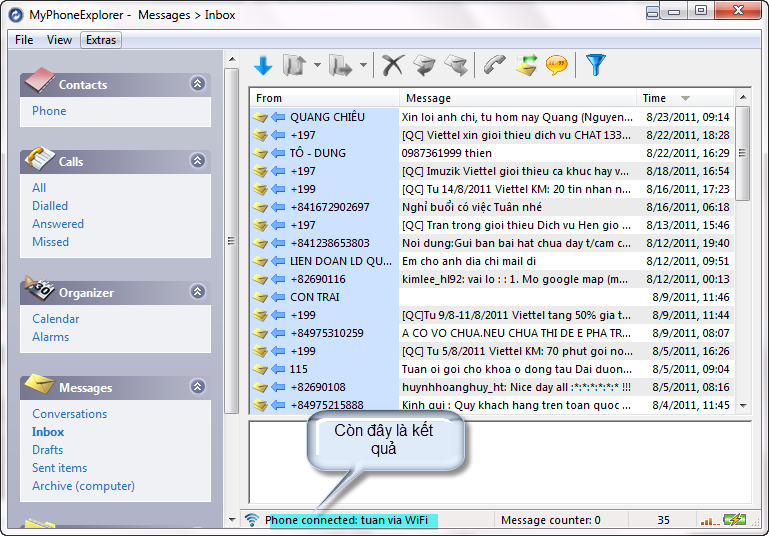 MyPhoneExplorer - Messages > Inbox
File View Extras
Contacts
Phone
Calls
All
Dialled
Answered
Missed
Organizer
Calendar
Alarms
Messages
Conversations
Inbox
Drafts
Sent items
Archive (computer)
From Message Time
QUANG CHIÊU Xin loi anh chi, tu hom nay Quang (Nguyen... 8/23/2011, 09:14
+197 [QC] Viettel xin gioi thieu dich vu CHAT 133... 8/22/2011, 18:28
TÔ - DUNG 0987361999 thien 8/22/2011, 16:29
+197 [QC] Imuzik Viettel gioi thieu ca khuc hay v... 8/18/2011, 16:54
+199 [QC] Tu 14/8/2011 Viettel KM: 20 tin nhan n... 8/16/2011, 17:23
+841672902697 Nghỉ buổi có việc Tuân nhé 8/16/2011, 06:18
+197 [QC] Tran trong gioi thieu Dich vu Hen gio ... 8/13/2011, 15:46
+841238653803 Noi dung:Gui ban bai hat chua day t/cam c... 8/12/2011, 19:40
LIEN DOAN LD QU... Em cho anh dia chi mail di 8/12/2011, 09:51
+82690116 kimlee_hl92: vai lo : : 1. Mo google map (m... 8/12/2011, 00:13
CON TRAI 8/9/2011, 11:46
+199 [QC]Tu 9/8-11/8/2011 Viettel tang 50% gia t... 8/9/2011, 11:44
+84975310259 A CO VO CHUA.NEU CHUA THI DE E PHA TR... 8/9/2011, 08:07
+199 [QC] Tu 5/8/2011 Viettel KM: 70 phut goi no... 8/5/2011, 16:26
115 Tuan oi goi cho khoa o dong tau Dai duon... 8/5/2011, 09:04
+82690108 huynhhoanghuy_ht: Nice day all :*:*:*:*:*:* !!! 8/5/2011, 08:16
+84975215888 Kinh gui : Quy khach hang tren toan quoc ... 8/4/2011, 11:45
Còn đây là kết
quả
Phone connected: tuan via WiFi Message counter: 0 35